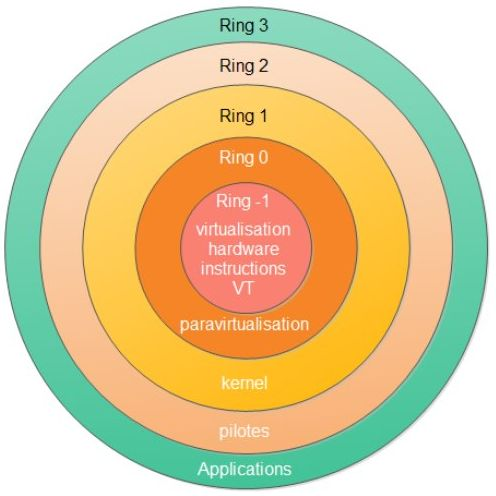 Ring 3
Ring 2
Ring 1
Ring 0
Ring -1
virtualisation
hardware
instructions
VT
paravirtualisation
kernel
pilotes
Applications